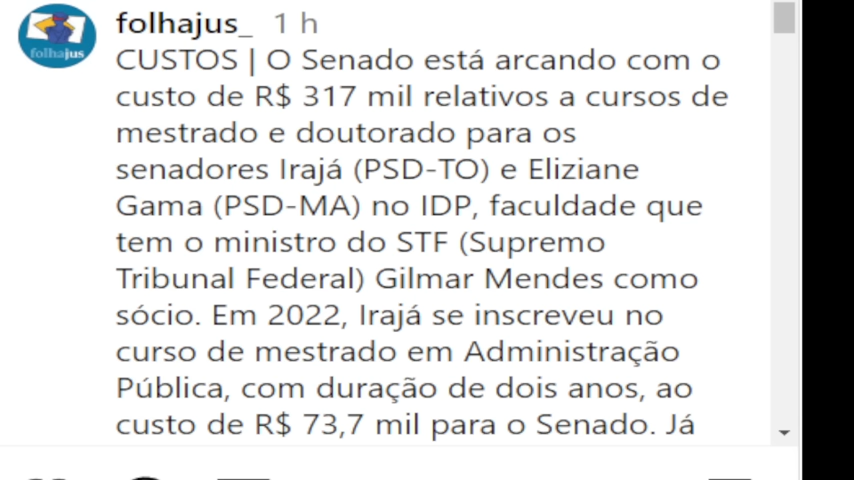 folhajus
folhajus_ 1 h
CUSTOS | O Senado está arcando com o
custo de R$ 317 mil relativos a cursos de
mestrado e doutorado para os
senadores Irajá (PSD-TO) e Eliziane
Gama (PSD-MA) no IDP, faculdade que
tem o ministro do STF (Supremo
Tribunal Federal) Gilmar Mendes como
sócio. Em 2022, Irajá se inscreveu no
curso de mestrado em Administração
Pública, com duração de dois anos, ao
custo de R$ 73,7 mil para o Senado. Já